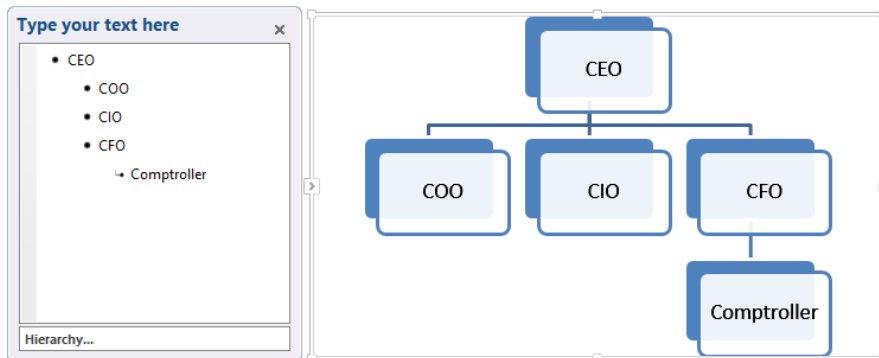 Type your text here
CEO
COO
CIO
CFO
Comptroller
Hierarchy...
CEO
COO CIO CFO
Comptroller